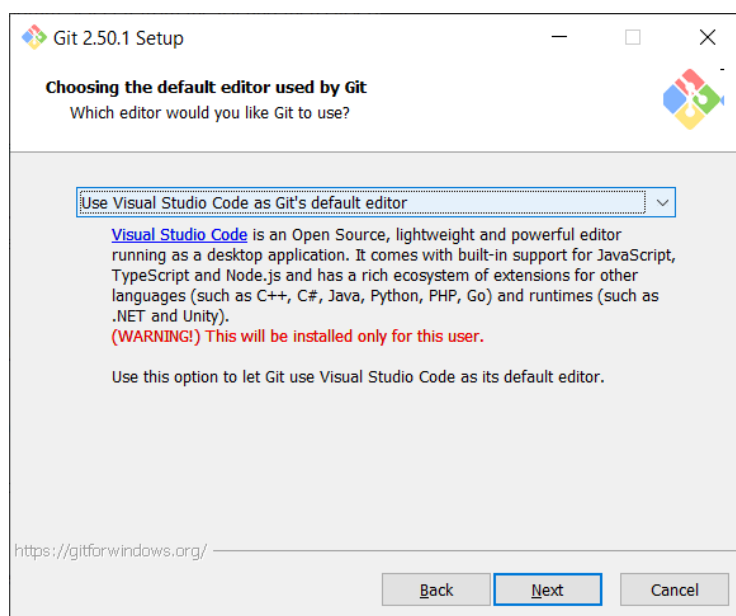 Git 2.50.1 Setup
Choosing the default editor used by Git
Which editor would you like Git to use?
Use Visual Studio Code as Git's default editor
Visual Studio Code is an Open Source, lightweight and powerful editor
running as a desktop application. It comes with built-in support for JavaScript,
TypeScript and Node.js and has a rich ecosystem of extensions for other
languages (such as C++, C#, Java, Python, PHP, Go) and runtimes (such as
.NET and Unity).
(WARNING!) This will be installed only for this user.
Use this option to let Git use Visual Studio Code as its default editor.
https://gitforwindows.org/
Back Next Cancel